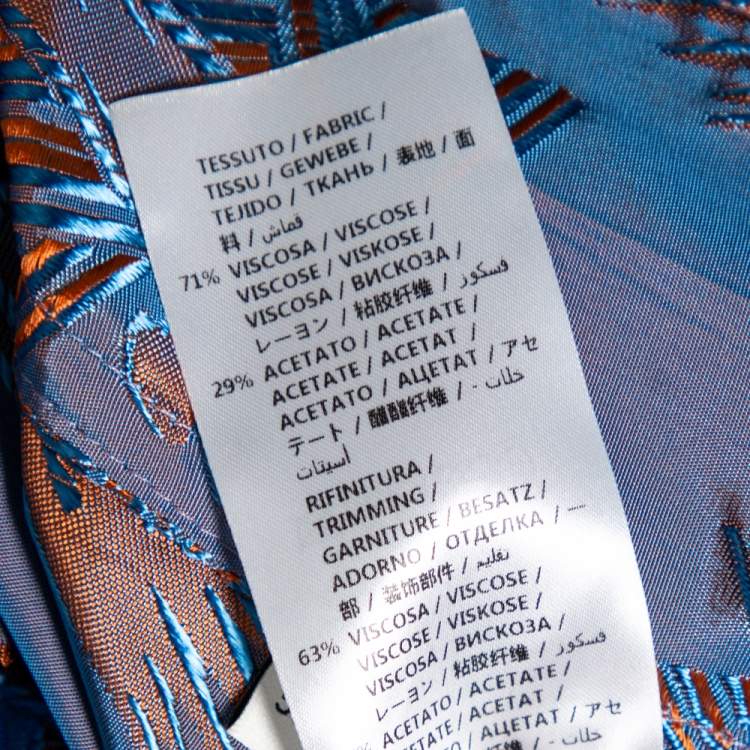 TESSUTO / FABRIC /
TISSU / GEWEBE /
TEJIDO / ТКАНЬ / 表地 / 面
料 / قماش
71% VISCOSA / VISCOSE /
VISCOSE / VISKOSE /
VISCOSA / ВИСКОЗА /
レーヨン / 粘胶纤维 / فسكوز
29% ACETATO / ACETATE /
ACETATE / ACETAT /
ACETATO / АЦЕТАТ / アセ
テート / 醋酯纤维 / خلات -
أسيتات
RIFINITURA /
TRIMMING /
GARNITURE / BESATZ /
ADORNO / ОТДЕЛКА / 一
部 / 装饰部件 / تقليم
63% VISCOSA / VISCOSE /
VISCOSE / VISKOSE /
VISCOSA / ВИСКОЗА /
レーヨン / 粘胶纤维 / فسكوز
% ACETATO / ACETATE /
ACETATE / ACETAT /
ACETATO / АЦЕТАТ / アセ